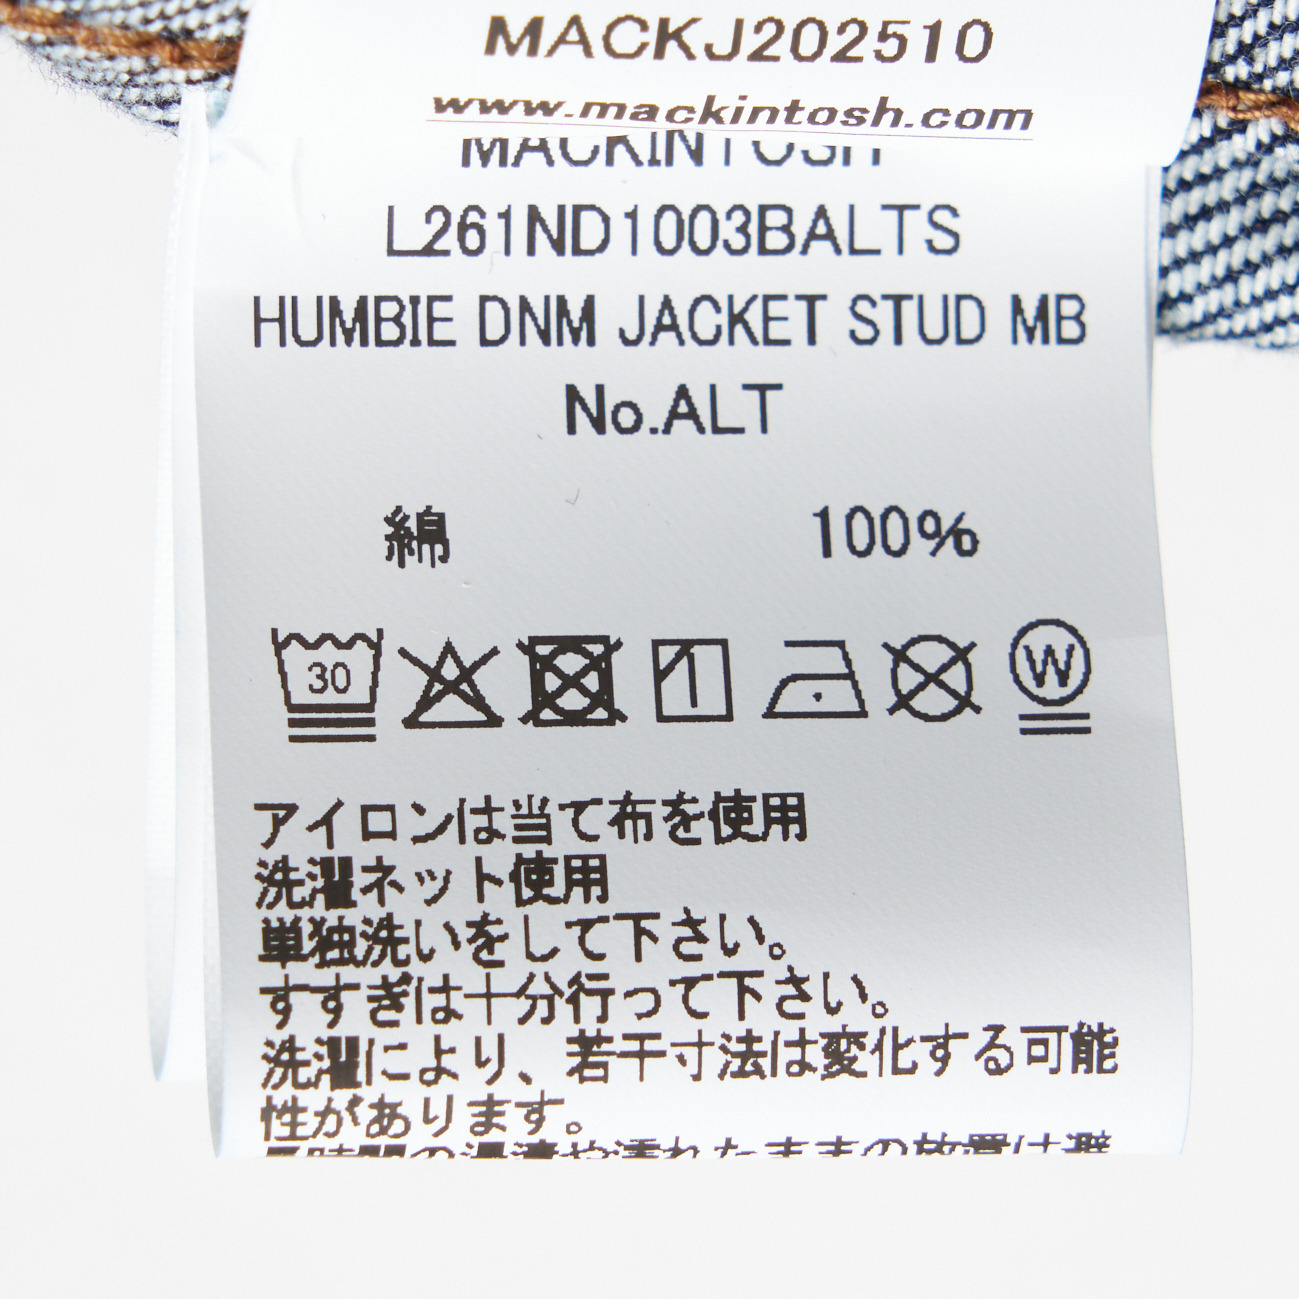 MACKJ202510
www.mackintosh.com
MACKINTOSH
L261ND1003BALTS
HUMBIE DNM JACKET STUD MB
No.ALT
綿 100%
30 W
アイロンは当て布を使用
洗濯ネット使用
単独洗いをして下さい。
すすぎは十分行って下さい。
洗濯により、若干寸法は変化する可能
性があります。